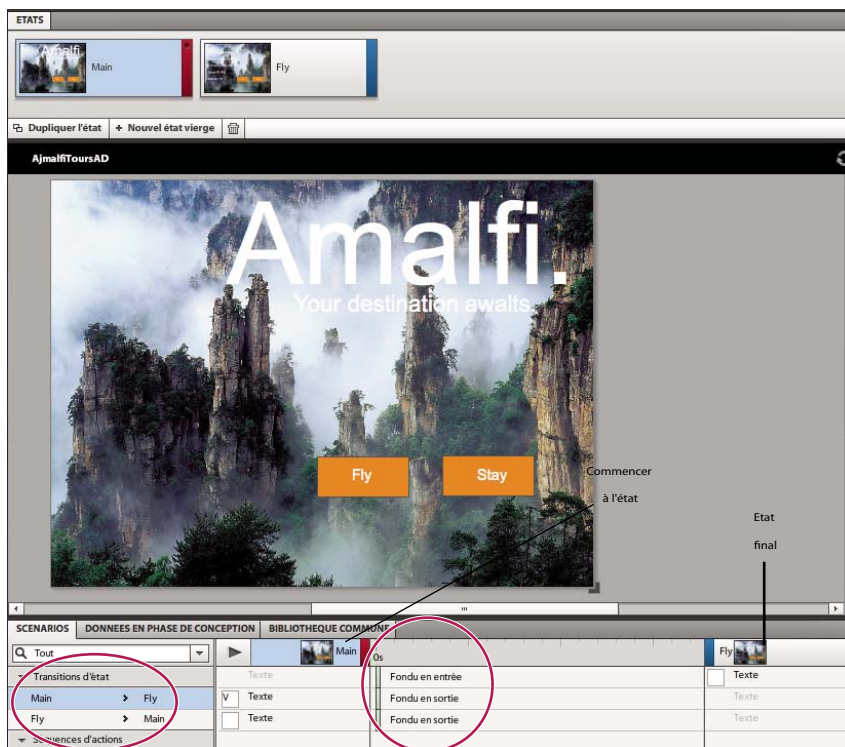 ETATS
Main
Fly
Dupliquer l'état
Nouvel état vierge
AjmalfiToursAD
Amalfi.
Your destination awaits.
Fly
Stay
Commencer
à l'état
Etat
final
SCENARIOS
DONNEES EN PHASE DE CONCEPTION
BIBLIOTHEQUE COMMUNE
Tout
Main
0s
Fly
Transitions d'état
Texte
Fondu en entrée
Texte
Main > Fly
V Texte
Fondu en sortie
Texte
Fly > Main
Texte
Fondu en sortie
Texte
Séquences d'actions